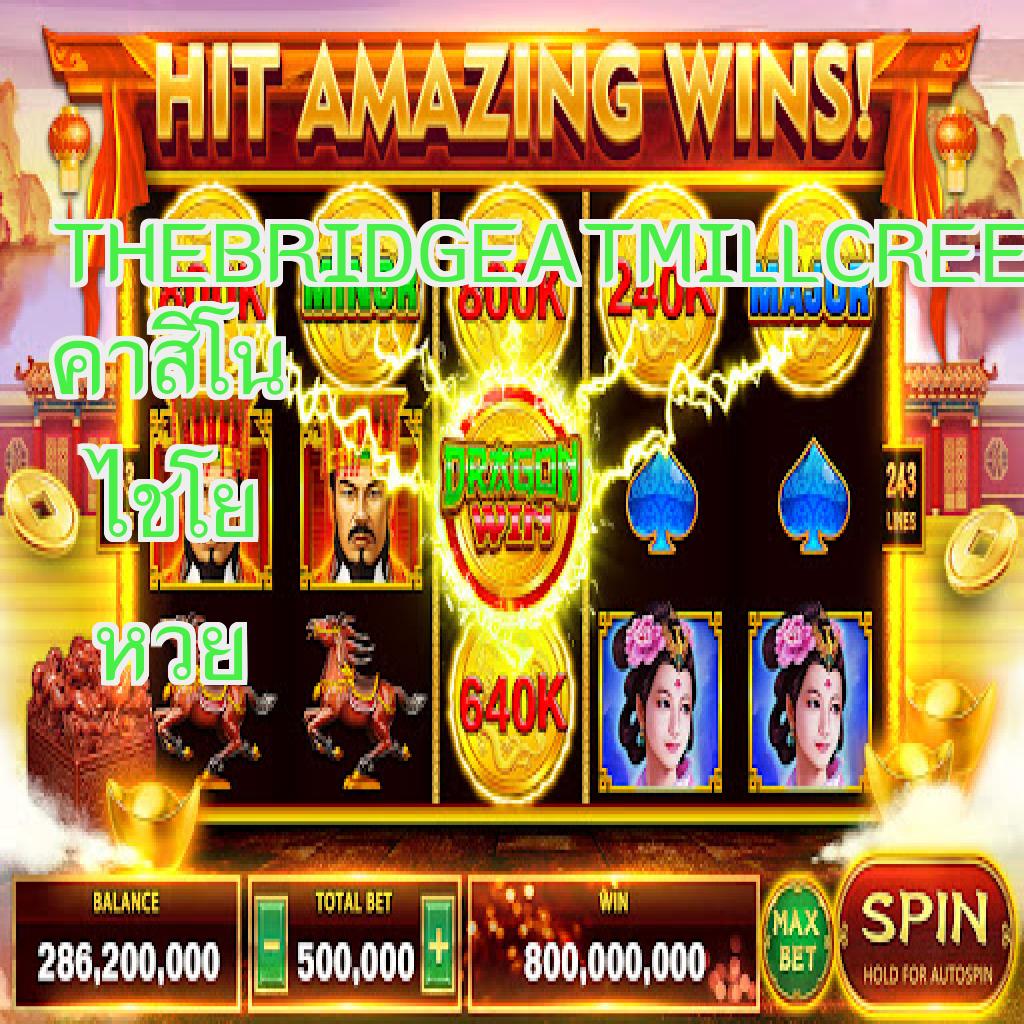 HIT AMAZING WINS!
THEBRIDGEATMILLCREE
MINOR 800K 240K MAJOR
คาสิโน
DRAGON
WIN
ไชโย
243
LINES
หวย
640K
BALANCE TOTAL BET WIN
286,200,000 - 500,000 + 800,000,000
MAX
BET
SPIN
HOLD FOR AUTOSPIN